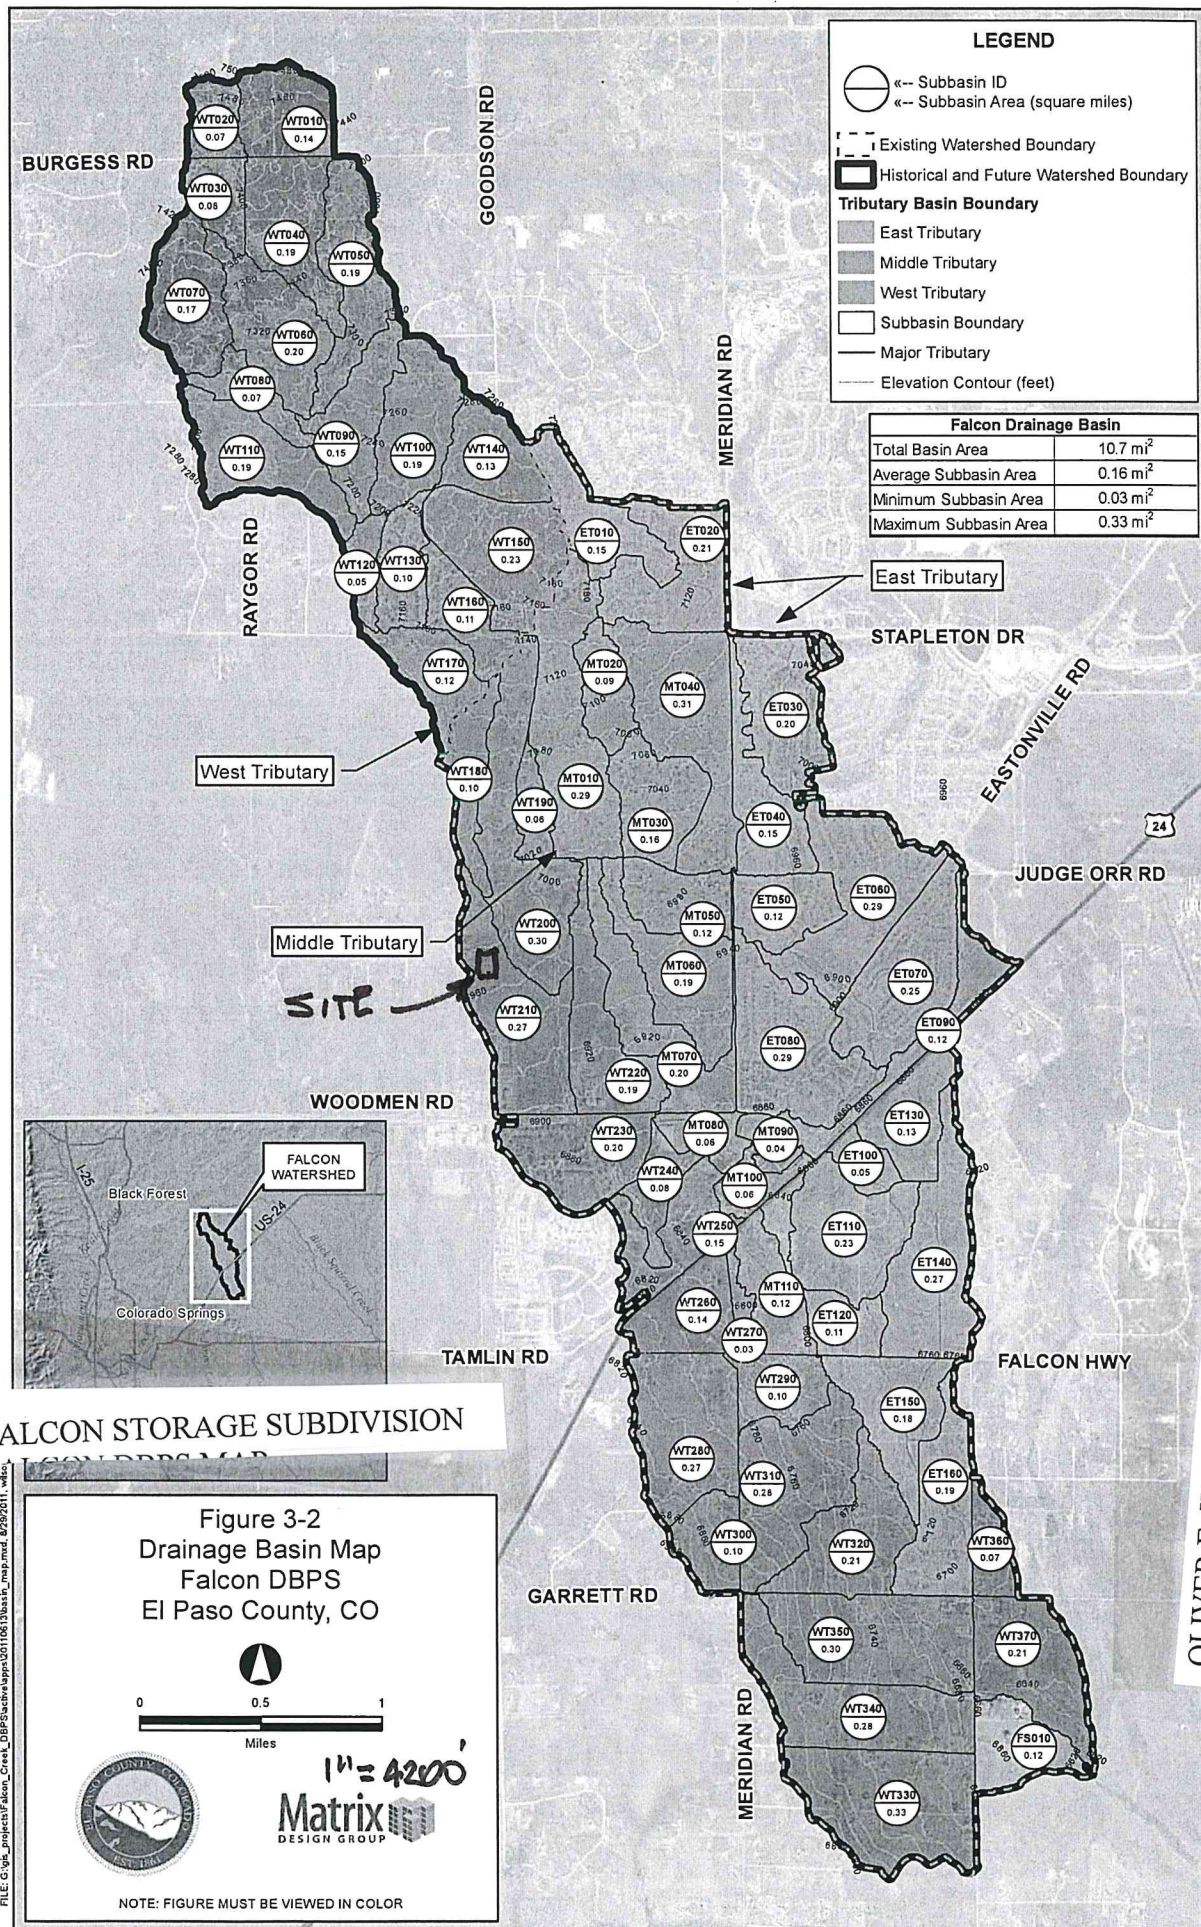 LEGEND
«-- Subbasin ID
«-- Subbasin Area (square miles)
Existing Watershed Boundary
Historical and Future Watershed Boundary
Tributary Basin Boundary
East Tributary
Middle Tributary
West Tributary
Subbasin Boundary
Major Tributary
Elevation Contour (feet)
Falcon Drainage Basin
Total Basin Area 10.7 mi²
Average Subbasin Area 0.16 mi²
Minimum Subbasin Area 0.03 mi²
Maximum Subbasin Area 0.33 mi²
BURGESS RD
GOODSON RD
MERIDIAN RD
RAYGOR RD
East Tributary
STAPLETON DR
EASTONVILLE RD
West Tributary
24
JUDGE ORR RD
Middle Tributary
SITE
WOODMEN RD
TAMLIN RD
FALCON HWY
GARRETT RD
MERIDIAN RD
WT020
0.07
WT010
0.14
WT030
WT040
0.19
WT050
0.19
WT070
0.17
WT060
0.20
WT080
0.07
WT110
0.19
WT090
0.15
WT100
0.19
WT140
0.13
WT150
0.23
ET010
0.15
ET020
0.21
WT120
0.05
WT130
0.10
WT160
0.11
WT170
0.12
MT020
0.09
MT040
0.31
ET030
0.20
WT180
0.10
WT190
0.06
MT010
0.29
MT030
0.16
ET040
0.15
ET050
0.12
ET060
0.29
WT200
0.30
MT050
0.12
MT060
0.19
ET070
0.25
WT210
0.27
ET090
0.12
ET080
0.29
MT070
0.20
WT220
0.19
WT230
0.20
MT080
0.06
MT090
0.04
ET130
0.13
ET100
0.05
WT240
0.08
MT100
0.06
WT250
0.15
ET110
0.23
ET140
0.27
MT110
0.12
WT260
0.14
ET120
0.11
WT270
0.03
WT290
0.10
ET150
0.18
WT280
0.27
WT310
0.28
ET160
0.19
WT300
0.10
WT320
0.21
WT360
0.07
WT350
0.30
WT370
0.21
WT340
0.28
FS010
0.12
WT330
0.33
FALCON
WATERSHED
I-25
Black Forest
US-24
Black Squirrel Creek
Colorado Springs
ALCON STORAGE SUBDIVISION
ALCON DBPS MAP
Figure 3-2
Drainage Basin Map
Falcon DBPS
El Paso County, CO
0 0.5 1
Miles
1"=4200'
EL PASO COUNTY COLORADO
EST. 1861
Matrix
DESIGN GROUP
NOTE: FIGURE MUST BE VIEWED IN COLOR